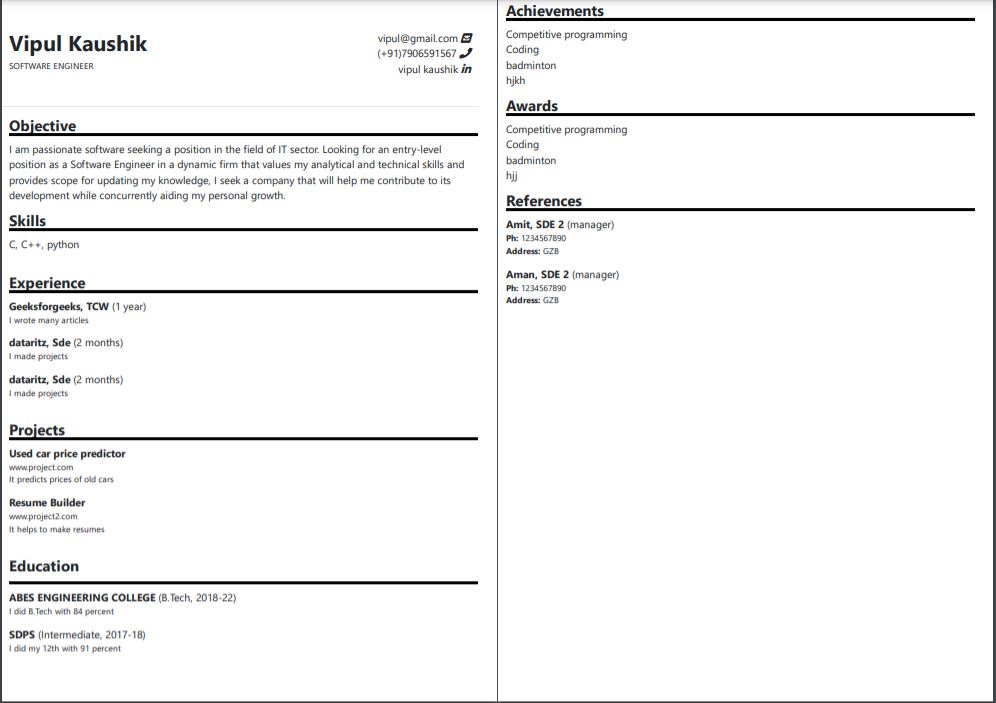 Vipul Kaushik
SOFTWARE ENGINEER
vipul@gmail.com
(+91)7906591567
vipul kaushik in
Objective
I am passionate software seeking a position in the field of IT sector. Looking for an entry-level
position as a Software Engineer in a dynamic firm that values my analytical and technical skills and
provides scope for updating my knowledge, I seek a company that will help me contribute to its
development while concurrently aiding my personal growth.
Skills
C, C++, python
Experience
Geeksforgeeks, TCW (1 year)
I wrote many articles
dataritz, Sde (2 months)
I made projects
dataritz, Sde (2 months)
I made projects
Projects
Used car price predictor
www.project.com
It predicts prices of old cars
Resume Builder
www.project2.com
It helps to make resumes
Education
ABES ENGINEERING COLLEGE (B.Tech, 2018-22)
I did B.Tech with 84 percent
SDPS (Intermediate, 2017-18)
I did my 12th with 91 percent
Achievements
Competitive programming
Coding
badminton
hjkh
Awards
Competitive programming
Coding
badminton
hjj
References
Amit, SDE 2 (manager)
Ph: 1234567890
Address: GZB
Aman, SDE 2 (manager)
Ph: 1234567890
Address: GZB